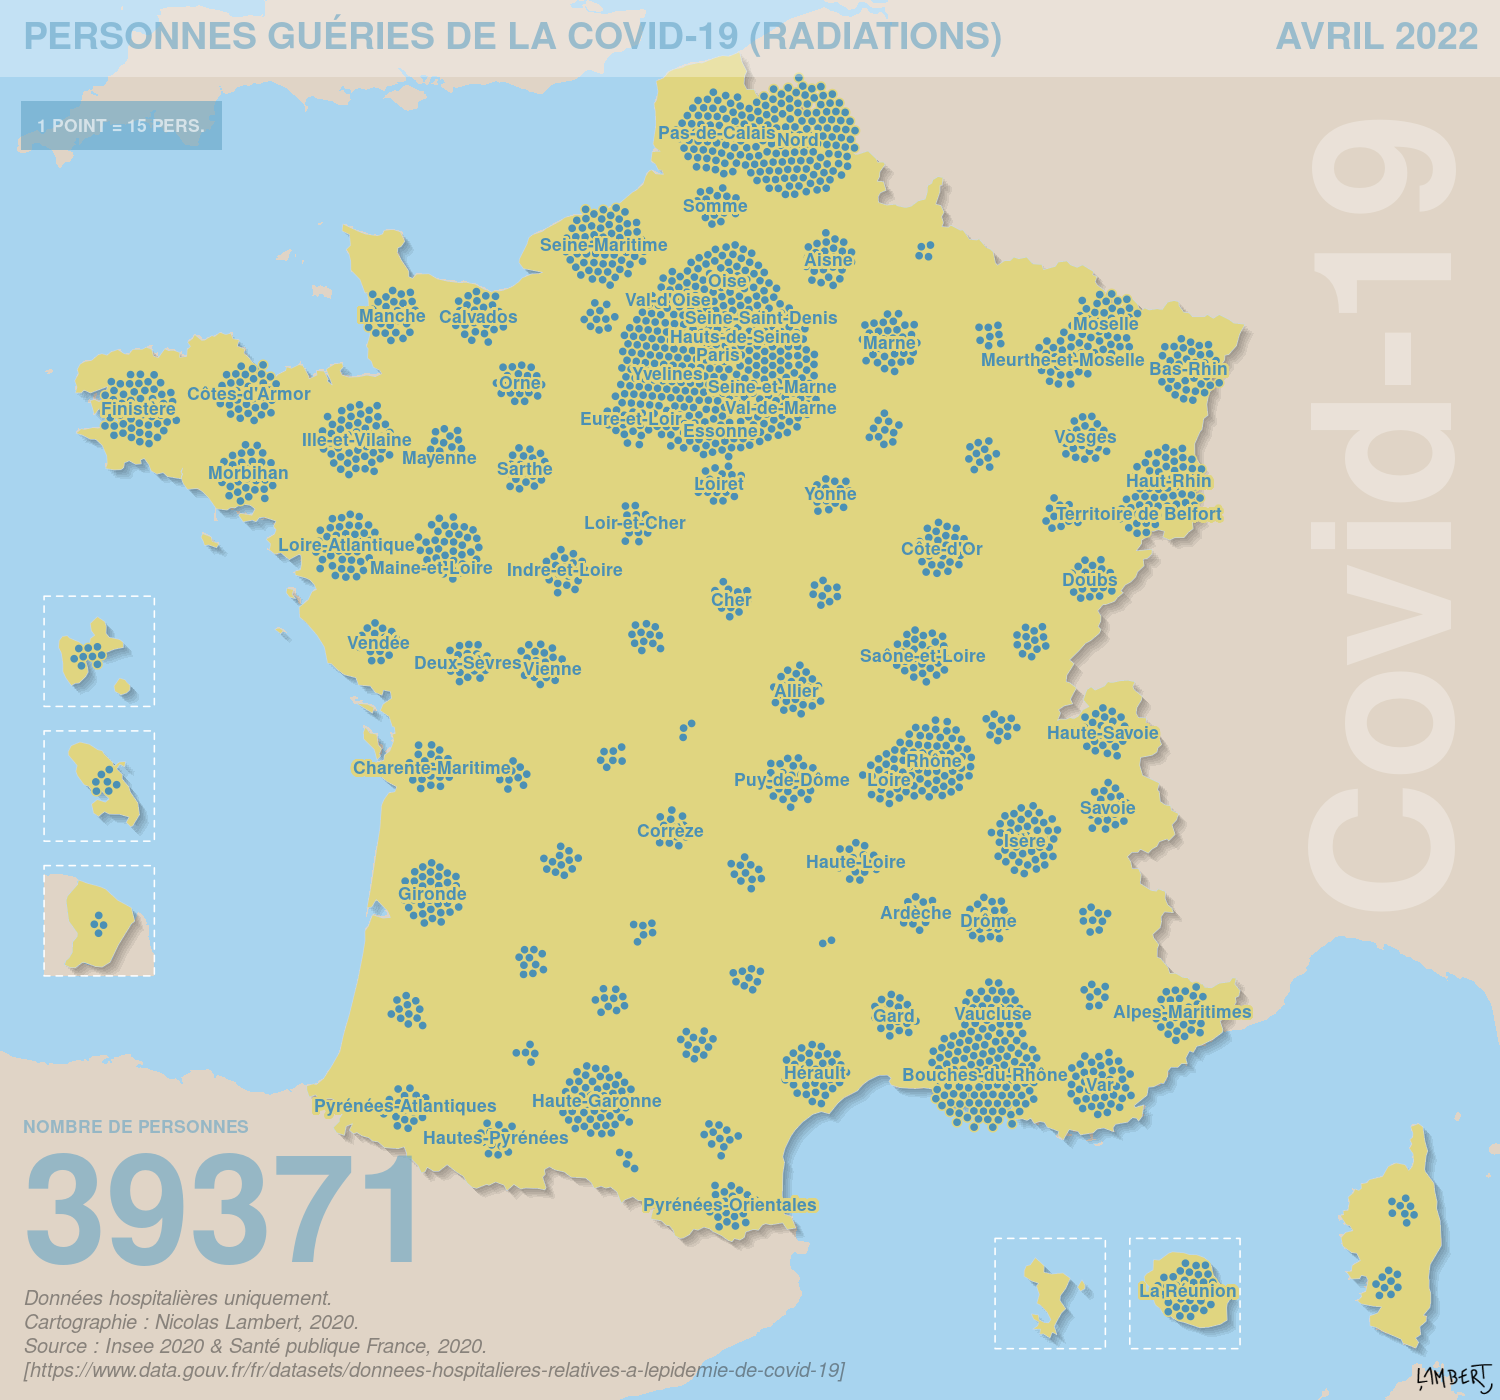 PERSONNES GUÉRIES DE LA COVID-19 (RADIATIONS)
AVRIL 2022
1 POINT = 15 PERS.
Covid-19
Pas-de-Calais
Nord
Somme
Seine-Maritime
Aisne
Oise
Val-d'Oise
Manche
Calvados
Seine-Saint-Denis
Moselle
Hauts-de-Seine
Marne
Paris
Meurthe-et-Moselle
Bas-Rhin
Yvelines
Orne
Seine-et-Marne
Côtes-d'Armor
Finistère
Val-de-Marne
Eure-et-Loir
Essonne
Ille-et-Vilaine
Vosges
Mayenne
Sarthe
Morbihan
Haut-Rhin
Loiret
Yonne
Territoire de Belfort
Loir-et-Cher
Loire-Atlantique
Côte-d'Or
Maine-et-Loire
Indre-et-Loire
Doubs
Cher
Vendée
Saône-et-Loire
Deux-Sèvres
Vienne
Allier
Haute-Savoie
Rhône
Charente-Maritime
Puy-de-Dôme
Loire
Savoie
Corrèze
Isère
Haute-Loire
Gironde
Ardèche
Drôme
Alpes-Maritimes
Vaucluse
Gard
Hérault
Bouches-du-Rhône
Var
Haute-Garonne
Pyrénées-Atlantiques
Hautes-Pyrénées
Pyrénées-Orientales
La Réunion
NOMBRE DE PERSONNES
39371
Données hospitalières uniquement.
Cartographie : Nicolas Lambert, 2020.
Source : Insee 2020 & Santé publique France, 2020.
[https://www.data.gouv.fr/fr/datasets/donnees-hospitalieres-relatives-a-lepidemie-de-covid-19]
LAMBERT